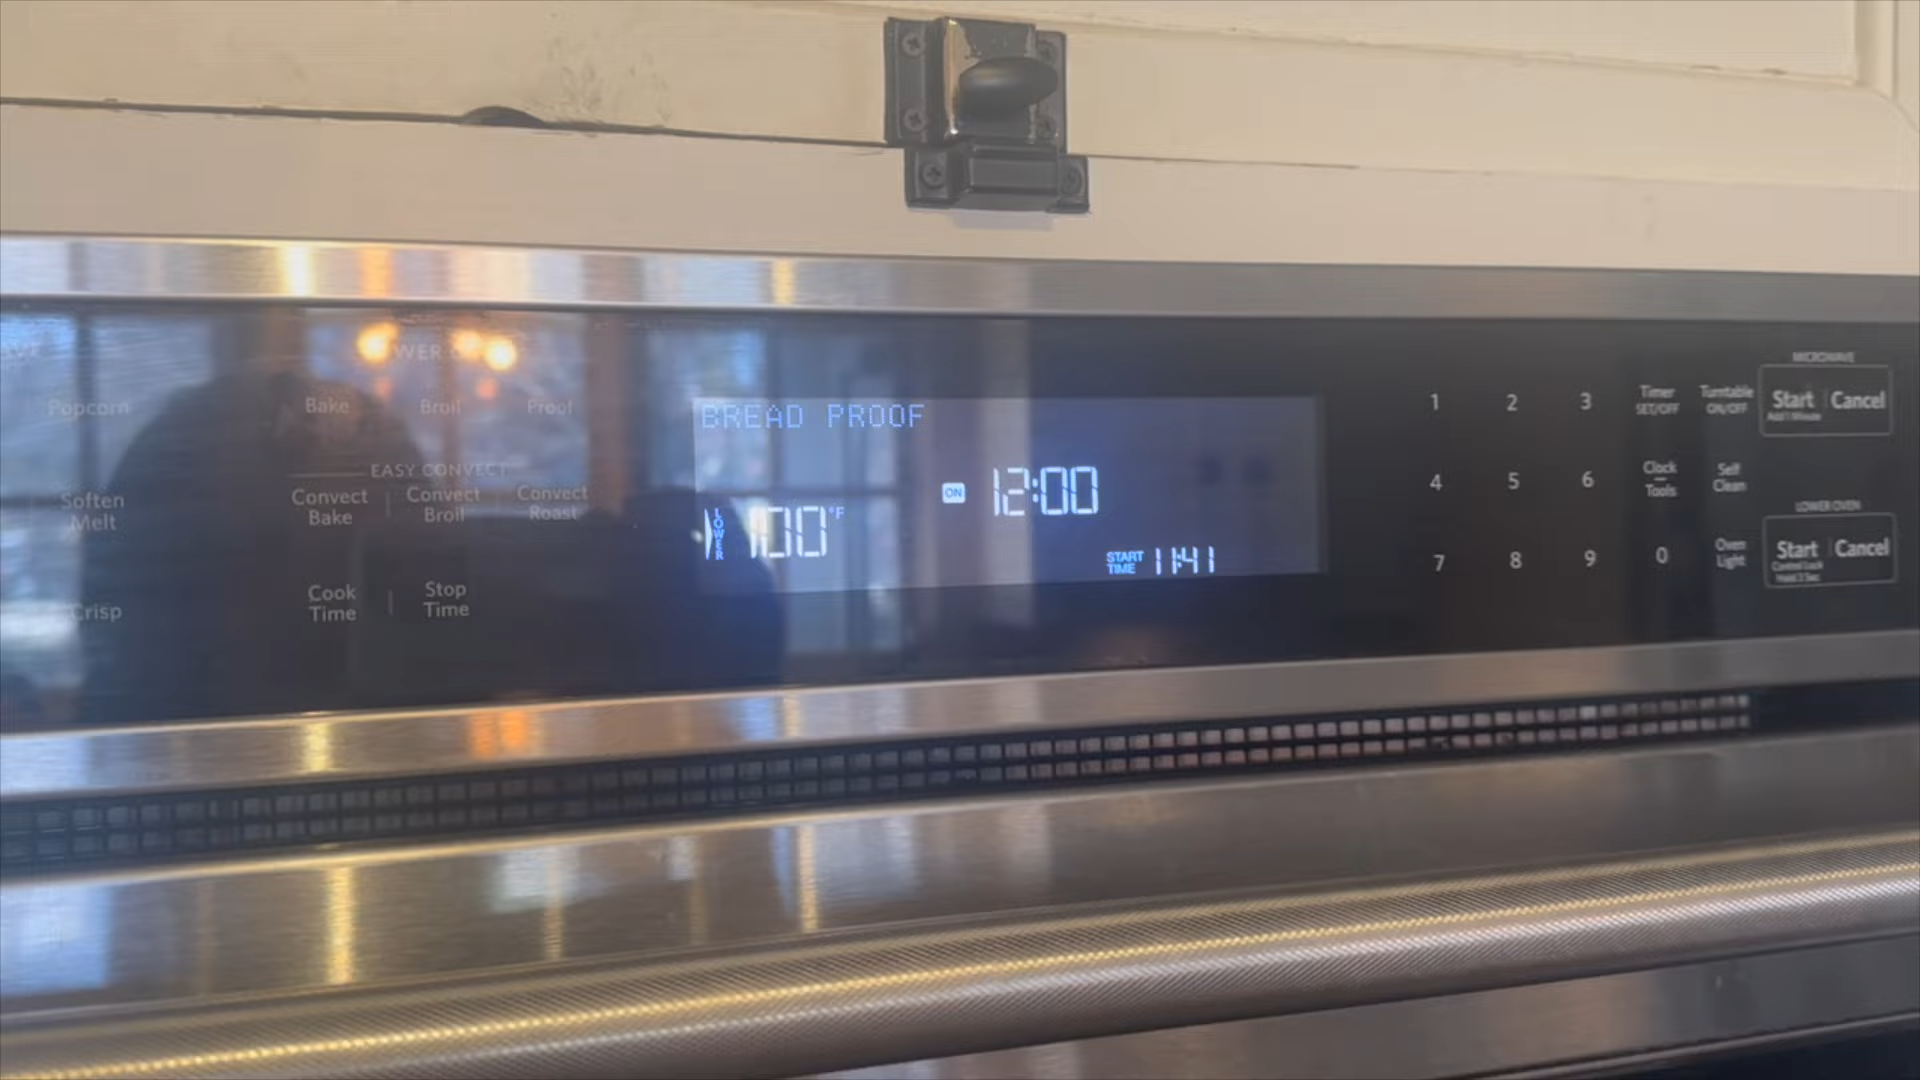 Popcorn
Soften
Melt
Crisp
Bake
Broil
Proof
EASY CONVECT
Convect
Bake
Convect
Broil
Convect
Roast
Cook
Time
Stop
Time
BREAD PROOF
LOWER
100°F
ON
12:00
START
TIME
11:41
1 2 3
4 5 6
7 8 9
0
Timer
SET/OFF
Turntable
ON/OFF
Clock
Tools
Self
Clean
Oven
Light
MICROWAVE
Start
Add 1 Minute
Cancel
LOWER OVEN
Start
Control Lock
Hold 3 Sec
Cancel